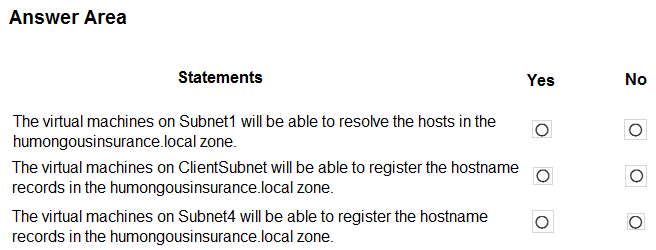 Answer Area
Statements Yes No
The virtual machines on Subnet1 will be able to resolve the hosts in the
humongousinsurance.local zone.
The virtual machines on ClientSubnet will be able to register the hostname
records in the humongousinsurance.local zone.
The virtual machines on Subnet4 will be able to register the hostname
records in the humongousinsurance.local zone.